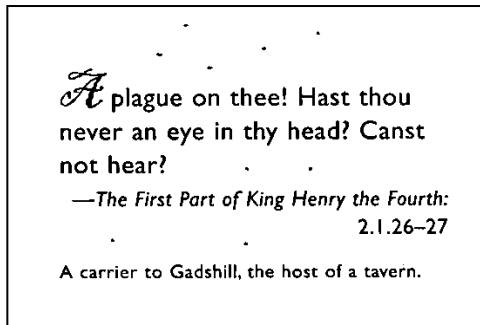 A plague on thee! Hast thou
never an eye in thy head? Canst
not hear?
—The First Part of King Henry the Fourth:
2.1.26–27
A carrier to Gadshill, the host of a tavern.